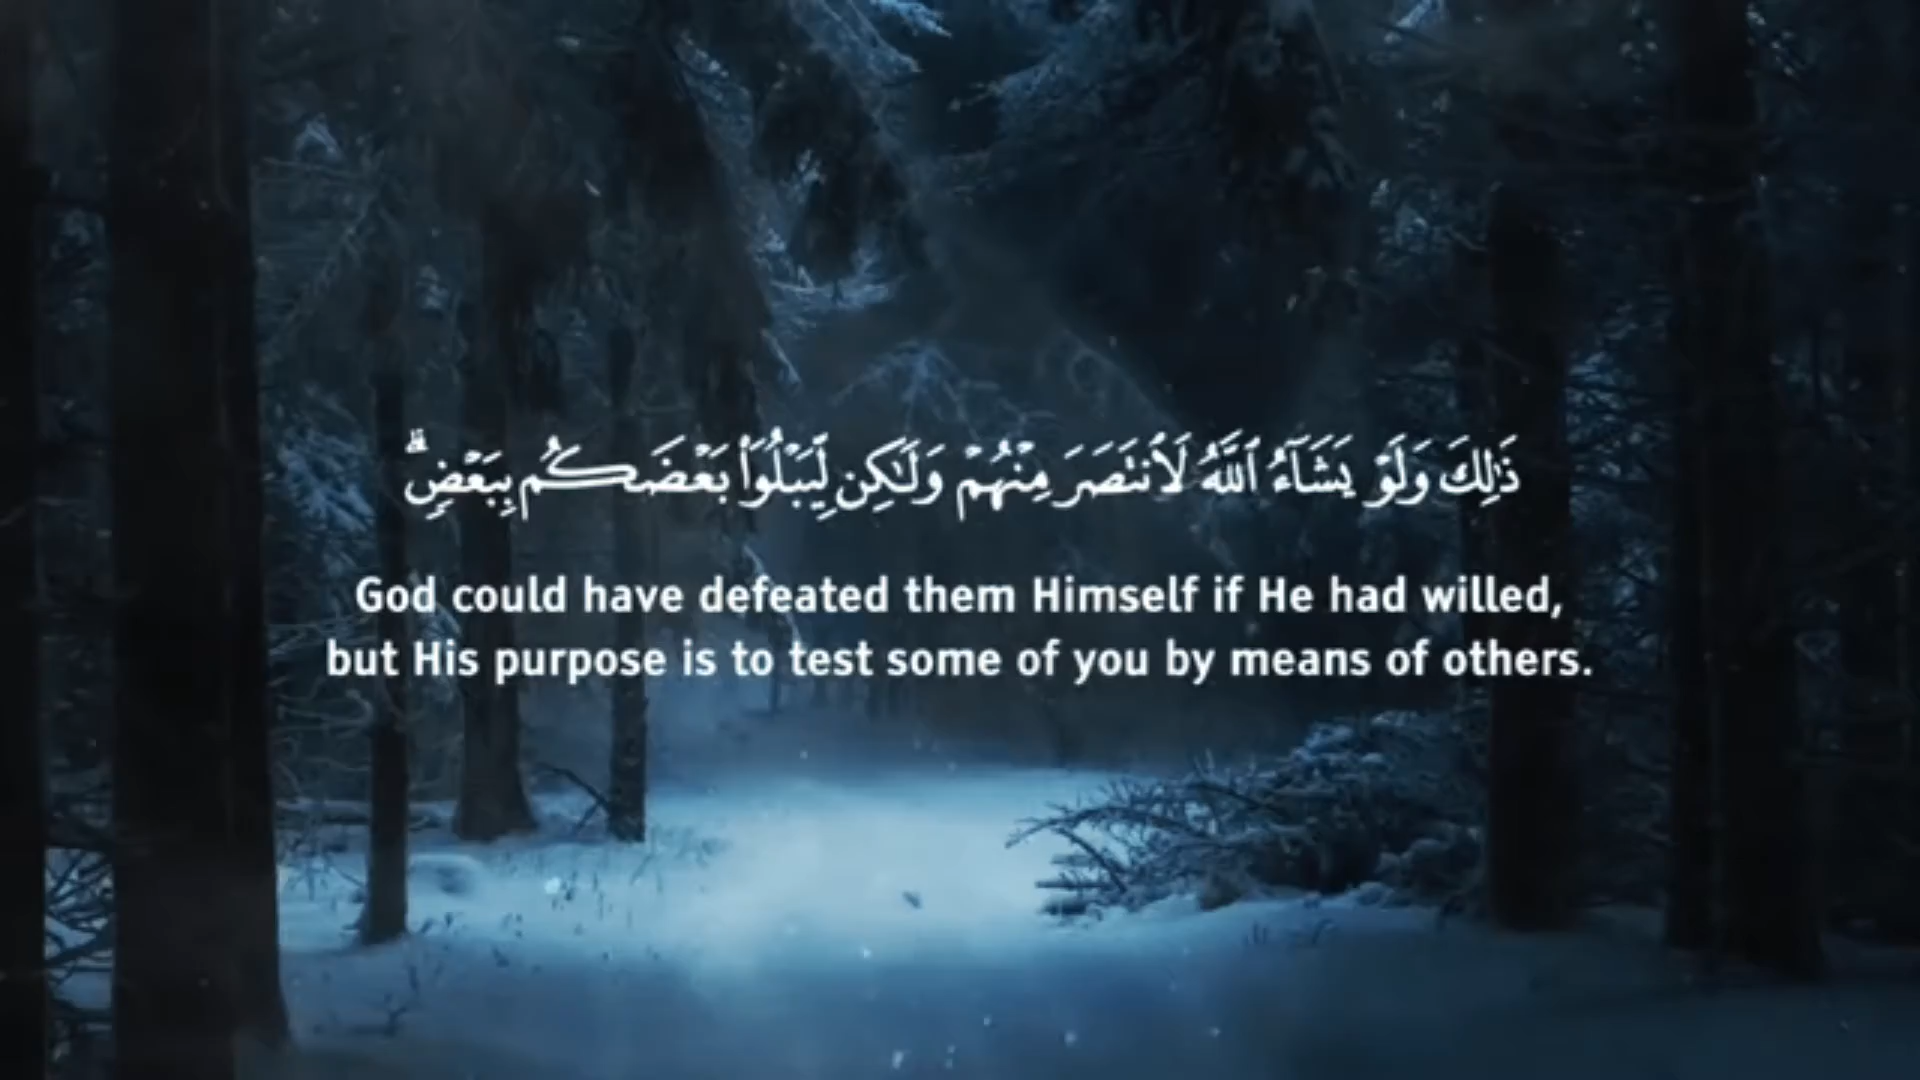 ذَٰلِكَ وَلَوْ يَشَآءُ ٱللَّهُ لَٱنتَصَرَ مِنْهُمْ وَلَـٰكِن لِّيَبْلُوَا۟ بَعْضَكُم بِبَعْضٍۗ
God could have defeated them Himself if He had willed,
but His purpose is to test some of you by means of others.